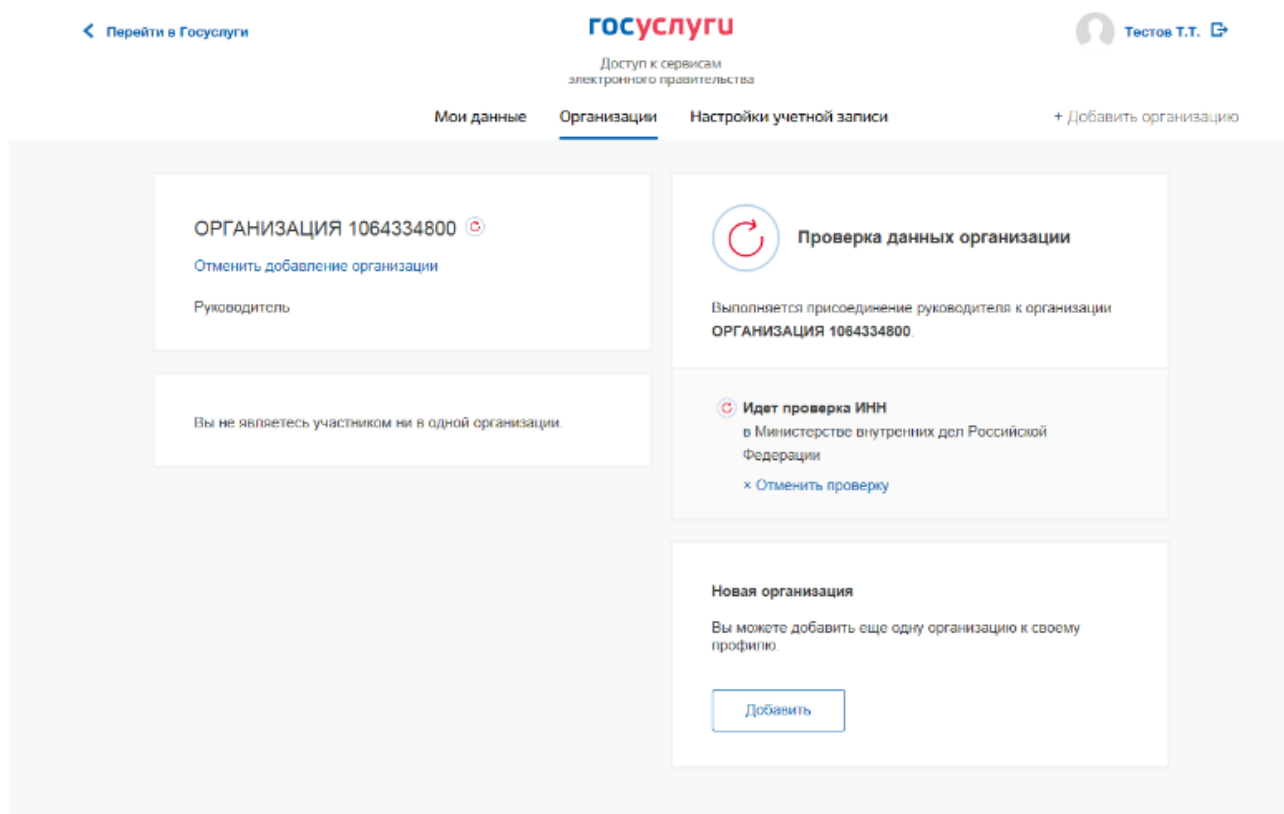 Перейти в Госуслуги
госуслуги
Тестов Т.Т.
Доступ к сервисам
электронного правительства
Мои данные
Организации
Настройки учетной записи
+ Добавить организацию
ОРГАНИЗАЦИЯ 1064334800
Отменить добавление организации
Руководитель
Вы не являетесь участником ни в одной организации.
Проверка данных организации
Выполняется присоединение руководителя к организации
ОРГАНИЗАЦИЯ 1064334800.
Идет проверка ИНН
в Министерстве внутренних дел Российской
Федерации
× Отменить проверку
Новая организация
Вы можете добавить еще одну организацию к своему
профилю.
Добавить